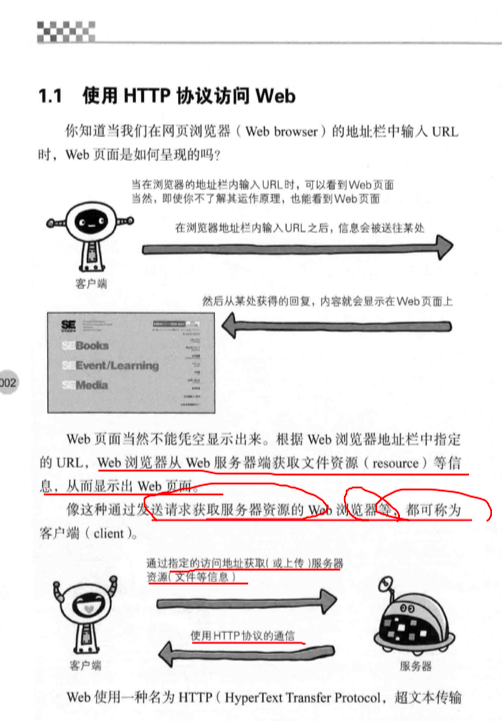 1.1 使用 HTTP 协议访问 Web
你知道当我们在网页浏览器（Web browser）的地址栏中输入 URL
时，Web 页面是如何呈现的吗？
当在浏览器的地址栏内输入URL时，可以看到Web页面
当然，即使你不了解其运作原理，也能看到Web页面
在浏览器地址栏内输入URL之后，信息会被送往某处
客户端
然后从某处获得的回复，内容就会显示在Web页面上
SE
SEBooks
SEEvent/Learning
SEMedia
002
Web 页面当然不能凭空显示出来。根据 Web 浏览器地址栏中指定
的 URL，Web 浏览器从 Web 服务器端获取文件资源（resource）等信
息，从而显示出 Web 页面。
像这种通过发送请求获取服务器资源的 Web 浏览器等，都可称为
客户端（client）。
通过指定的访问地址获取（或上传）服务器
资源（文件等信息）
使用HTTP协议的通信
客户端
服务器
Web 使用一种名为 HTTP（HyperText Transfer Protocol，超文本传输